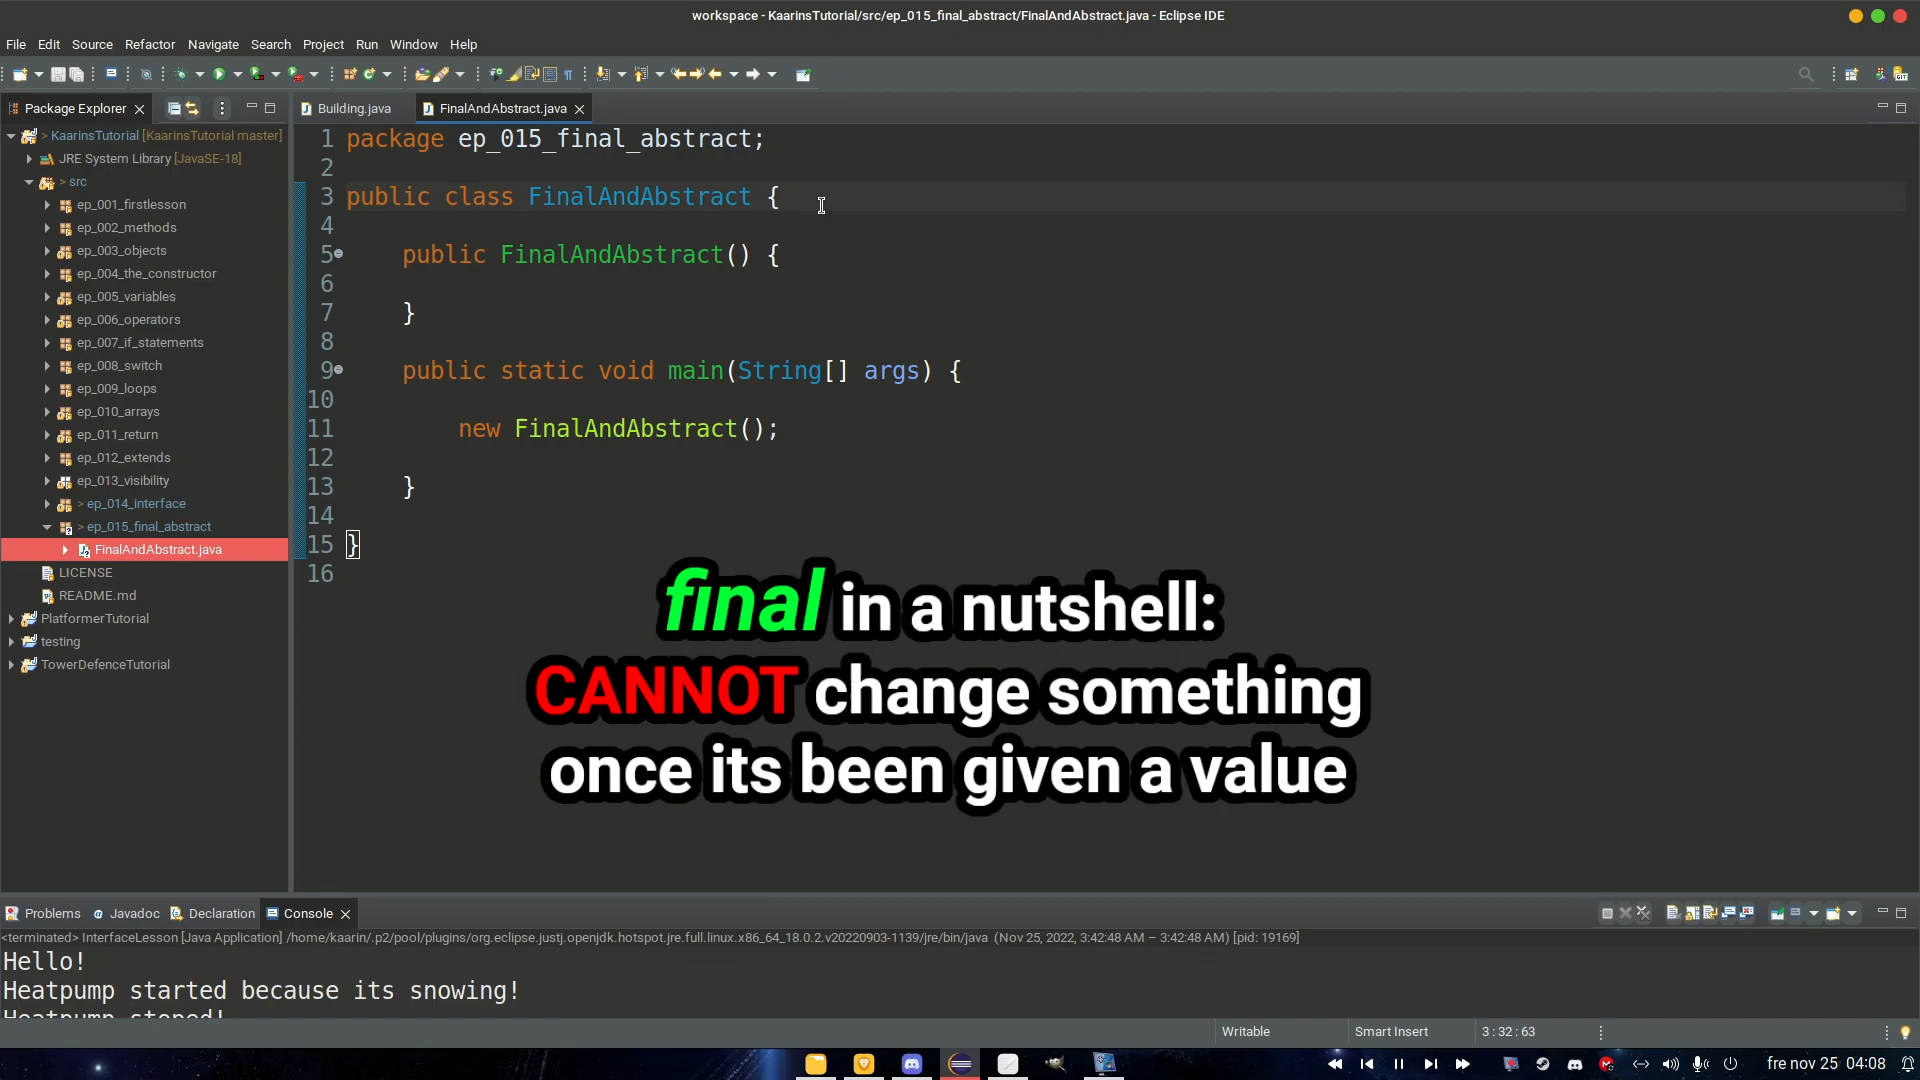 workspace - KaarinsTutorial/src/ep_015_final_abstract/FinalAndAbstract.java - Eclipse IDE
File Edit Source Refactor Navigate Search Project Run Window Help
Package Explorer
Building.java
FinalAndAbstract.java
> KaarinsTutorial [KaarinsTutorial master]
JRE System Library [JavaSE-18]
> src
ep_001_firstlesson
ep_002_methods
ep_003_objects
ep_004_the_constructor
ep_005_variables
ep_006_operators
ep_007_if_statements
ep_008_switch
ep_009_loops
ep_010_arrays
ep_011_return
ep_012_extends
ep_013_visibility
> ep_014_interface
> ep_015_final_abstract
FinalAndAbstract.java
LICENSE
README.md
PlatformerTutorial
testing
TowerDefenceTutorial
1 package ep_015_final_abstract;
2
3 public class FinalAndAbstract {
4
5 public FinalAndAbstract() {
6
7 }
8
9 public static void main(String[] args) {
10
11 new FinalAndAbstract();
12
13 }
14
15 }
16
final in a nutshell:
CANNOT change something
once its been given a value
Problems Javadoc Declaration Console
<terminated> InterfaceLesson [Java Application] /home/kaarin/.p2/pool/plugins/org.eclipse.justj.openjdk.hotspot.jre.full.linux.x86_64_18.0.2.v20220903-1139/jre/bin/java (Nov 25, 2022, 3:42:48 AM – 3:42:48 AM) [pid: 19169]
Hello!
Heatpump started because its snowing!
Heatpump stoped!
Writable
Smart Insert
3 : 32 : 63
fre nov 25 04:08